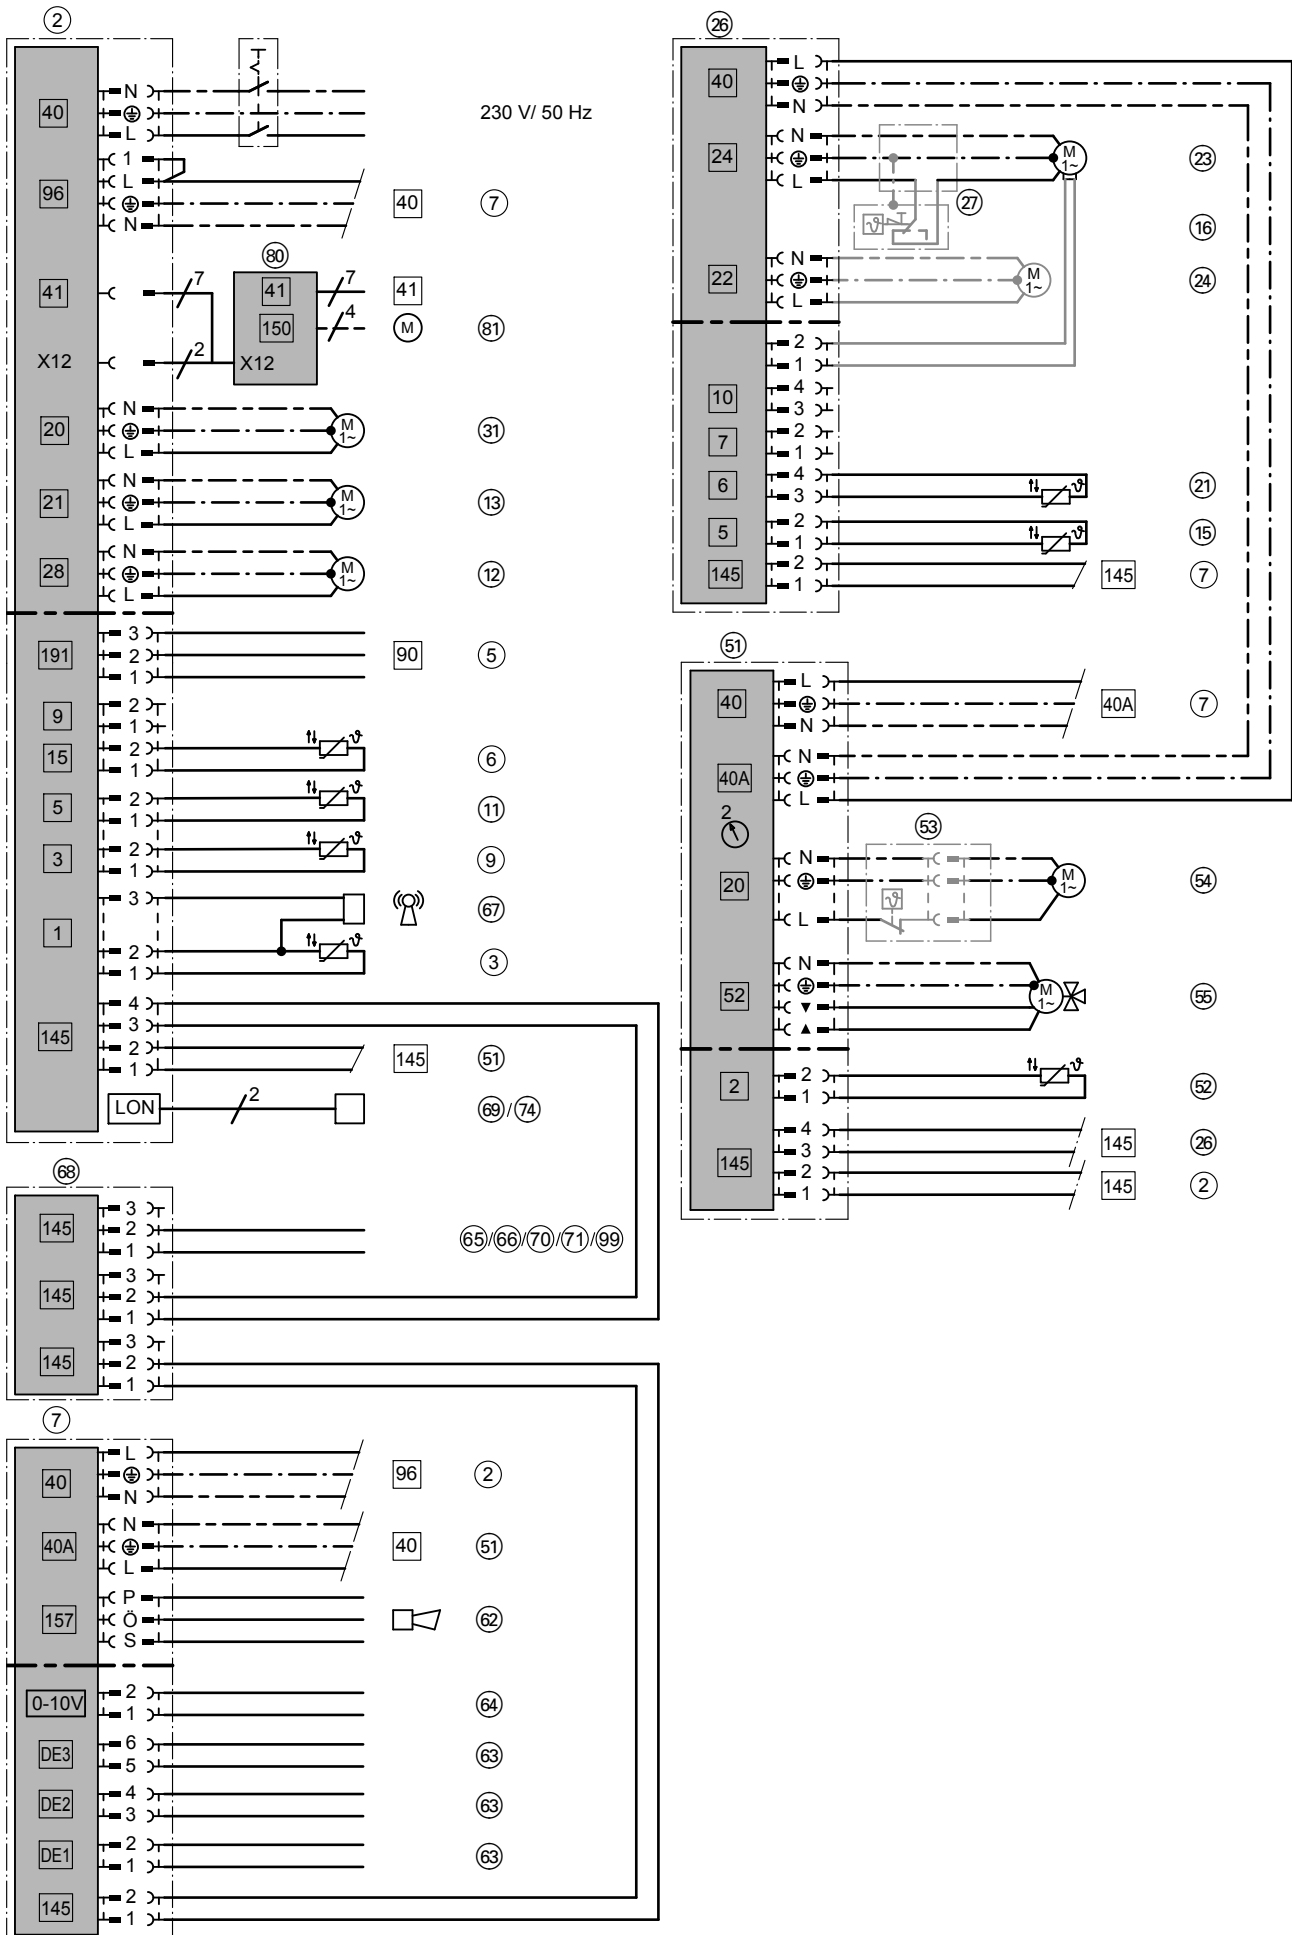 2
40
N
L
230 V/ 50 Hz
96
1
L
N
40
7
80
41
7
41
7
41
150
4
M
81
X12
2
X12
20
N
L
M
1~
31
21
N
L
M
1~
13
28
N
L
M
1~
12
191
3
2
1
90
5
9
2
1
15
2
1
ϑ
6
5
2
1
ϑ
11
3
2
1
ϑ
9
1
3
67
2
1
ϑ
3
145
4
3
2
1
145
51
LON
2
69/74
68
145
3
2
1
65/66/70/71/99
145
3
2
1
145
3
2
1
7
40
L
N
96
2
40A
N
L
40
51
157
P
Ö
S
62
0-10V
2
1
64
DE3
6
5
63
DE2
4
3
63
DE1
2
1
63
145
2
1
26
40
L
N
24
N
L
M
1~
23
27
ϑ
16
22
N
L
M
1~
24
2
1
10
4
3
7
2
1
6
4
3
ϑ
21
5
2
1
ϑ
15
145
2
1
145
7
51
40
L
N
40A
7
40A
N
L
2
53
20
N
L
ϑ
M
1~
54
52
N
▼
▲
M
1~
55
2
2
1
ϑ
52
145
4
3
2
1
145
26
145
2